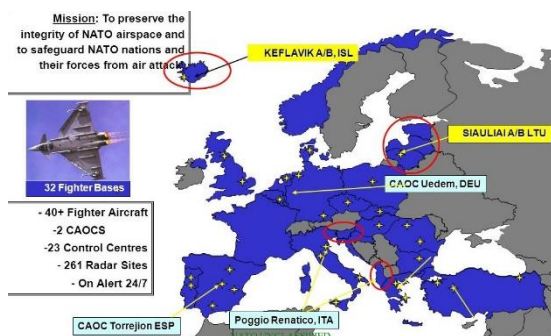 Mission: To preserve the
integrity of NATO airspace and
to safeguard NATO nations and
their forces from air attack
KEFLAVIK A/B, ISL
SIAULIAI A/B LTU
32 Fighter Bases
CAOC Uedem, DEU
- 40+ Fighter Aircraft
-2 CAOCS
-23 Control Centres
- 261 Radar Sites
- On Alert 24/7
CAOC Torrejion ESP
Poggio Renatico, ITA